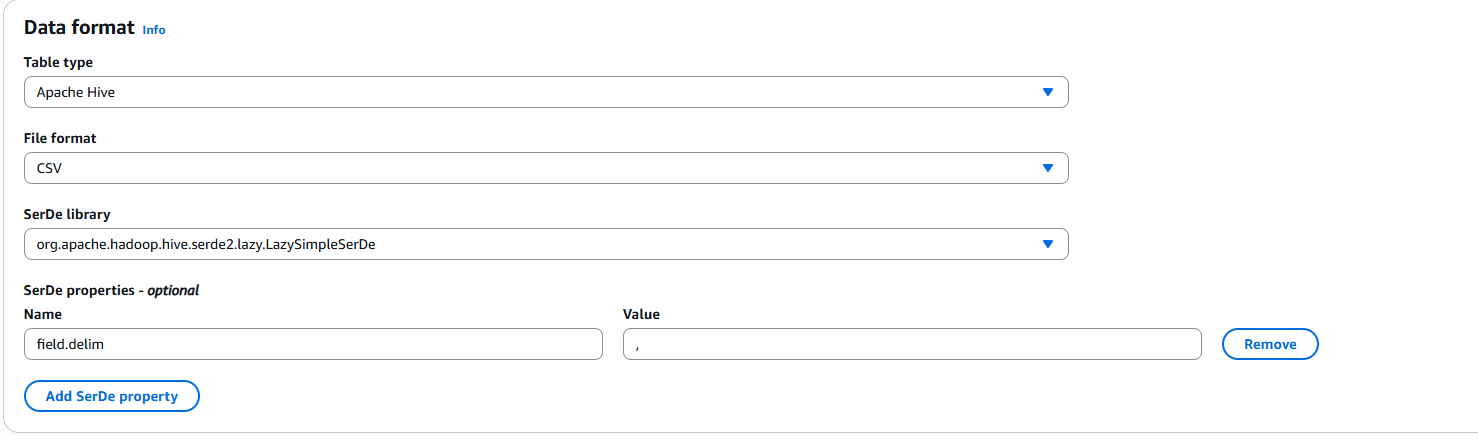 Data format Info
Table type
Apache Hive
File format
CSV
SerDe library
org.apache.hadoop.hive.serde2.lazy.LazySimpleSerDe
SerDe properties - optional
Name Value
field.delim , Remove
Add SerDe property